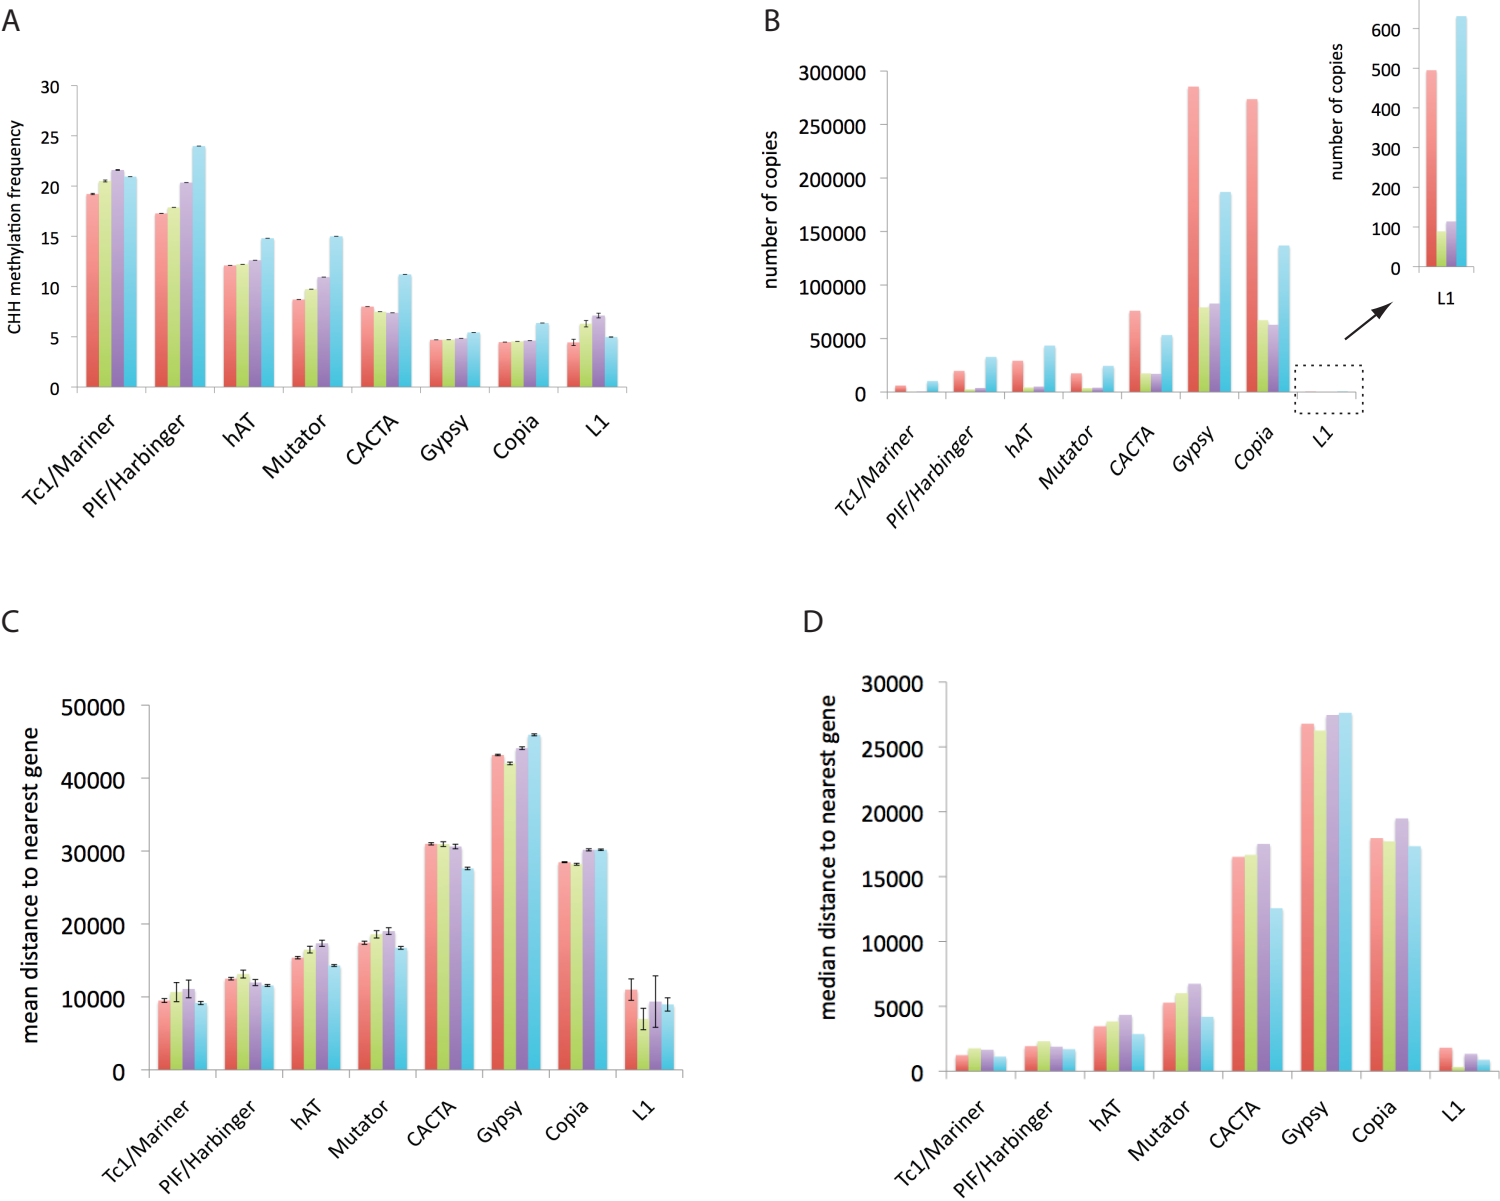 A
CHH methylation frequency
30
25
20
15
10
5
0
Tc1/Mariner
PIF/Harbinger
hAT
Mutator
CACTA
Gypsy
Copia
L1
B
number of copies
300000
250000
200000
150000
100000
50000
0
Tc1/Mariner
PIF/Harbinger
hAT
Mutator
CACTA
Gypsy
Copia
L1
number of copies
600
500
400
300
200
100
0
L1
C
mean distance to nearest gene
50000
40000
30000
20000
10000
0
Tc1/Mariner
PIF/Harbinger
hAT
Mutator
CACTA
Gypsy
Copia
L1
D
median distance to nearest gene
30000
25000
20000
15000
10000
5000
0
Tc1/Mariner
PIF/Harbinger
hAT
Mutator
CACTA
Gypsy
Copia
L1